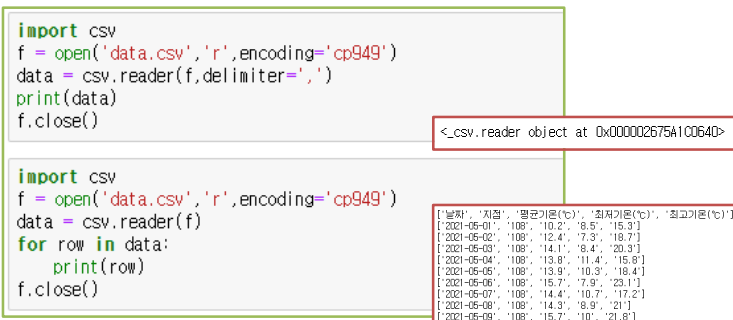 import csv
f = open('data.csv','r',encoding='cp949')
data = csv.reader(f,delimiter=',')
print(data)
f.close()
<_csv.reader object at 0x000002675A1C0640>
import csv
f = open('data.csv','r',encoding='cp949')
data = csv.reader(f)
for row in data:
    print(row)
f.close()
['날짜', '지점', '평균기온(℃)', '최저기온(℃)', '최고기온(℃)']
['2021-05-01', '108', '10.2', '8.5', '15.3']
['2021-05-02', '108', '12.4', '7.3', '18.7']
['2021-05-03', '108', '14.1', '8.4', '20.3']
['2021-05-04', '108', '13.8', '11.4', '15.8']
['2021-05-05', '108', '13.9', '10.3', '18.4']
['2021-05-06', '108', '15.7', '7.9', '23.1']
['2021-05-07', '108', '14.4', '10.7', '17.2']
['2021-05-08', '108', '14.3', '8.9', '21']
['2021-05-09', '108', '15.7', '10', '21.8']